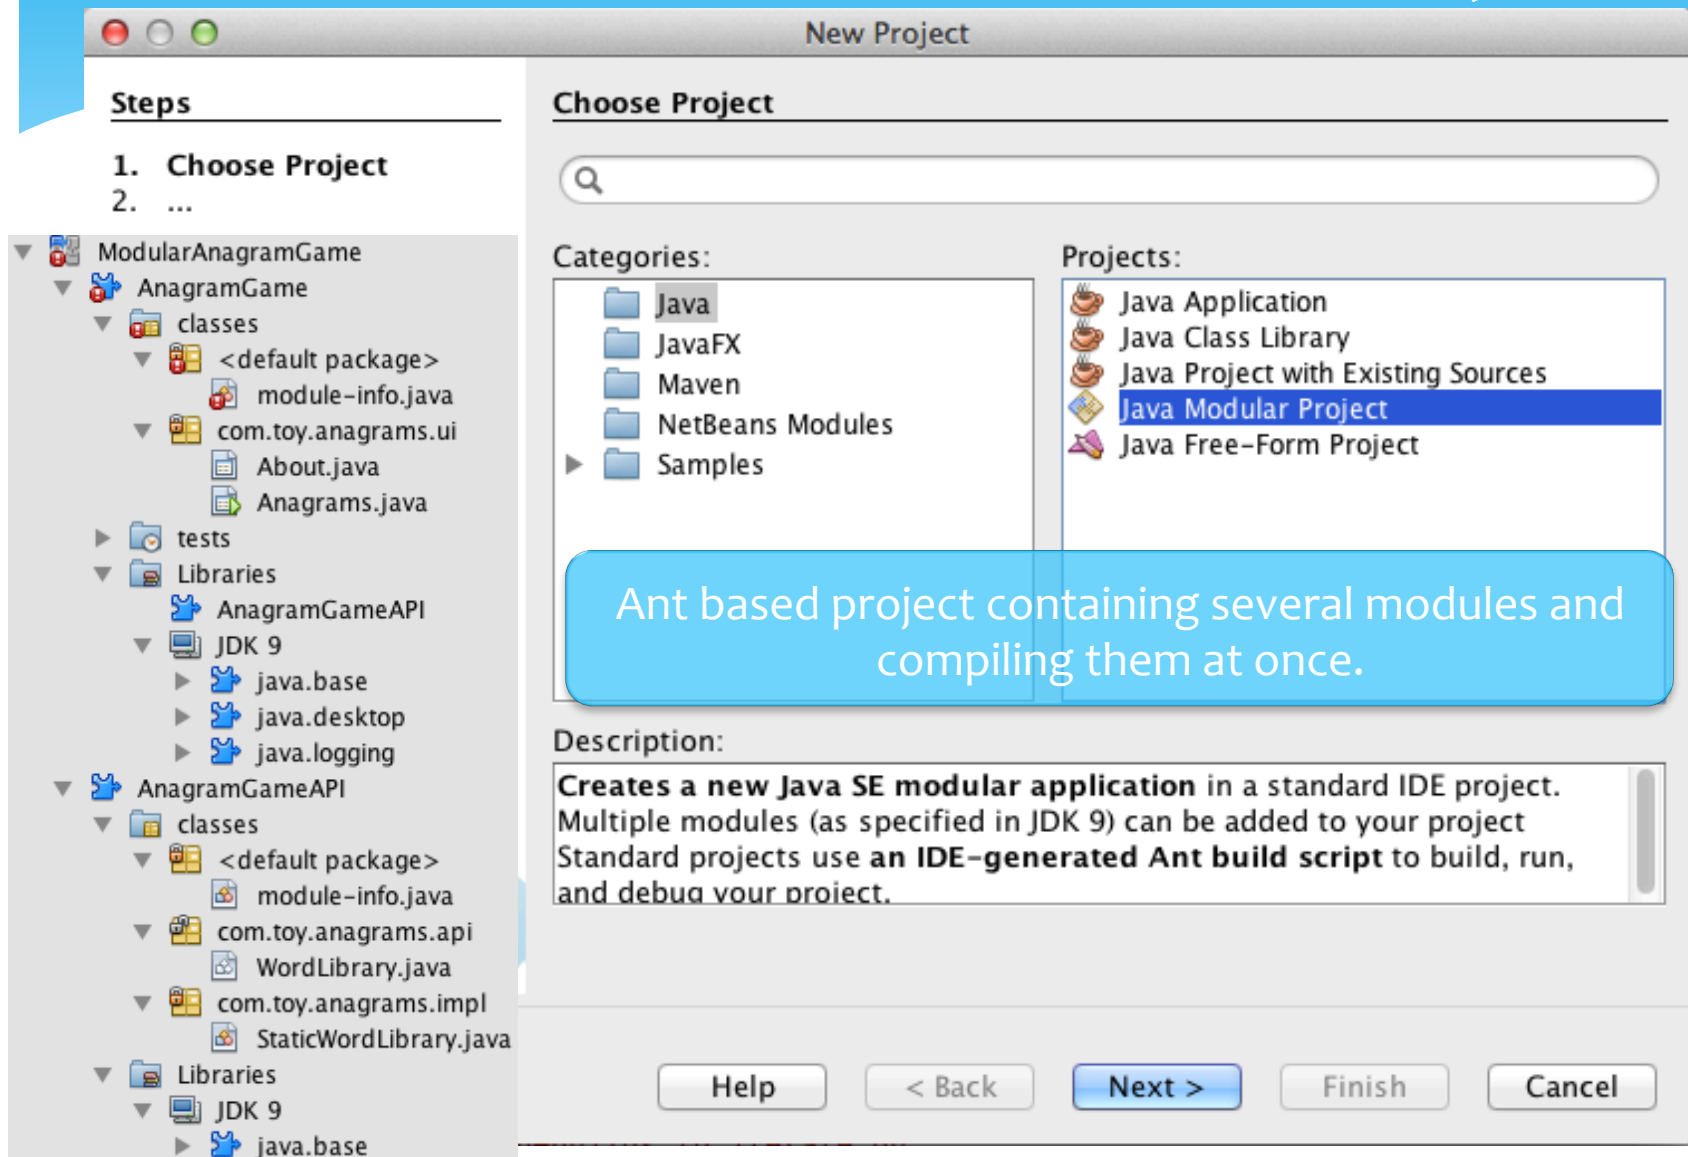 New Project
Steps
1. Choose Project
2. ...
ModularAnagramGame
AnagramGame
classes
<default package>
module-info.java
com.toy.anagrams.ui
About.java
Anagrams.java
tests
Libraries
AnagramGameAPI
JDK 9
java.base
java.desktop
java.logging
AnagramGameAPI
classes
<default package>
module-info.java
com.toy.anagrams.api
WordLibrary.java
com.toy.anagrams.impl
StaticWordLibrary.java
Libraries
JDK 9
java.base
Choose Project
Categories:
Java
JavaFX
Maven
NetBeans Modules
Samples
Projects:
Java Application
Java Class Library
Java Project with Existing Sources
Java Modular Project
Java Free-Form Project
Ant based project containing several modules and
compiling them at once.
Description:
Creates a new Java SE modular application in a standard IDE project.
Multiple modules (as specified in JDK 9) can be added to your project
Standard projects use an IDE-generated Ant build script to build, run,
and debug your project.
Help
< Back
Next >
Finish
Cancel